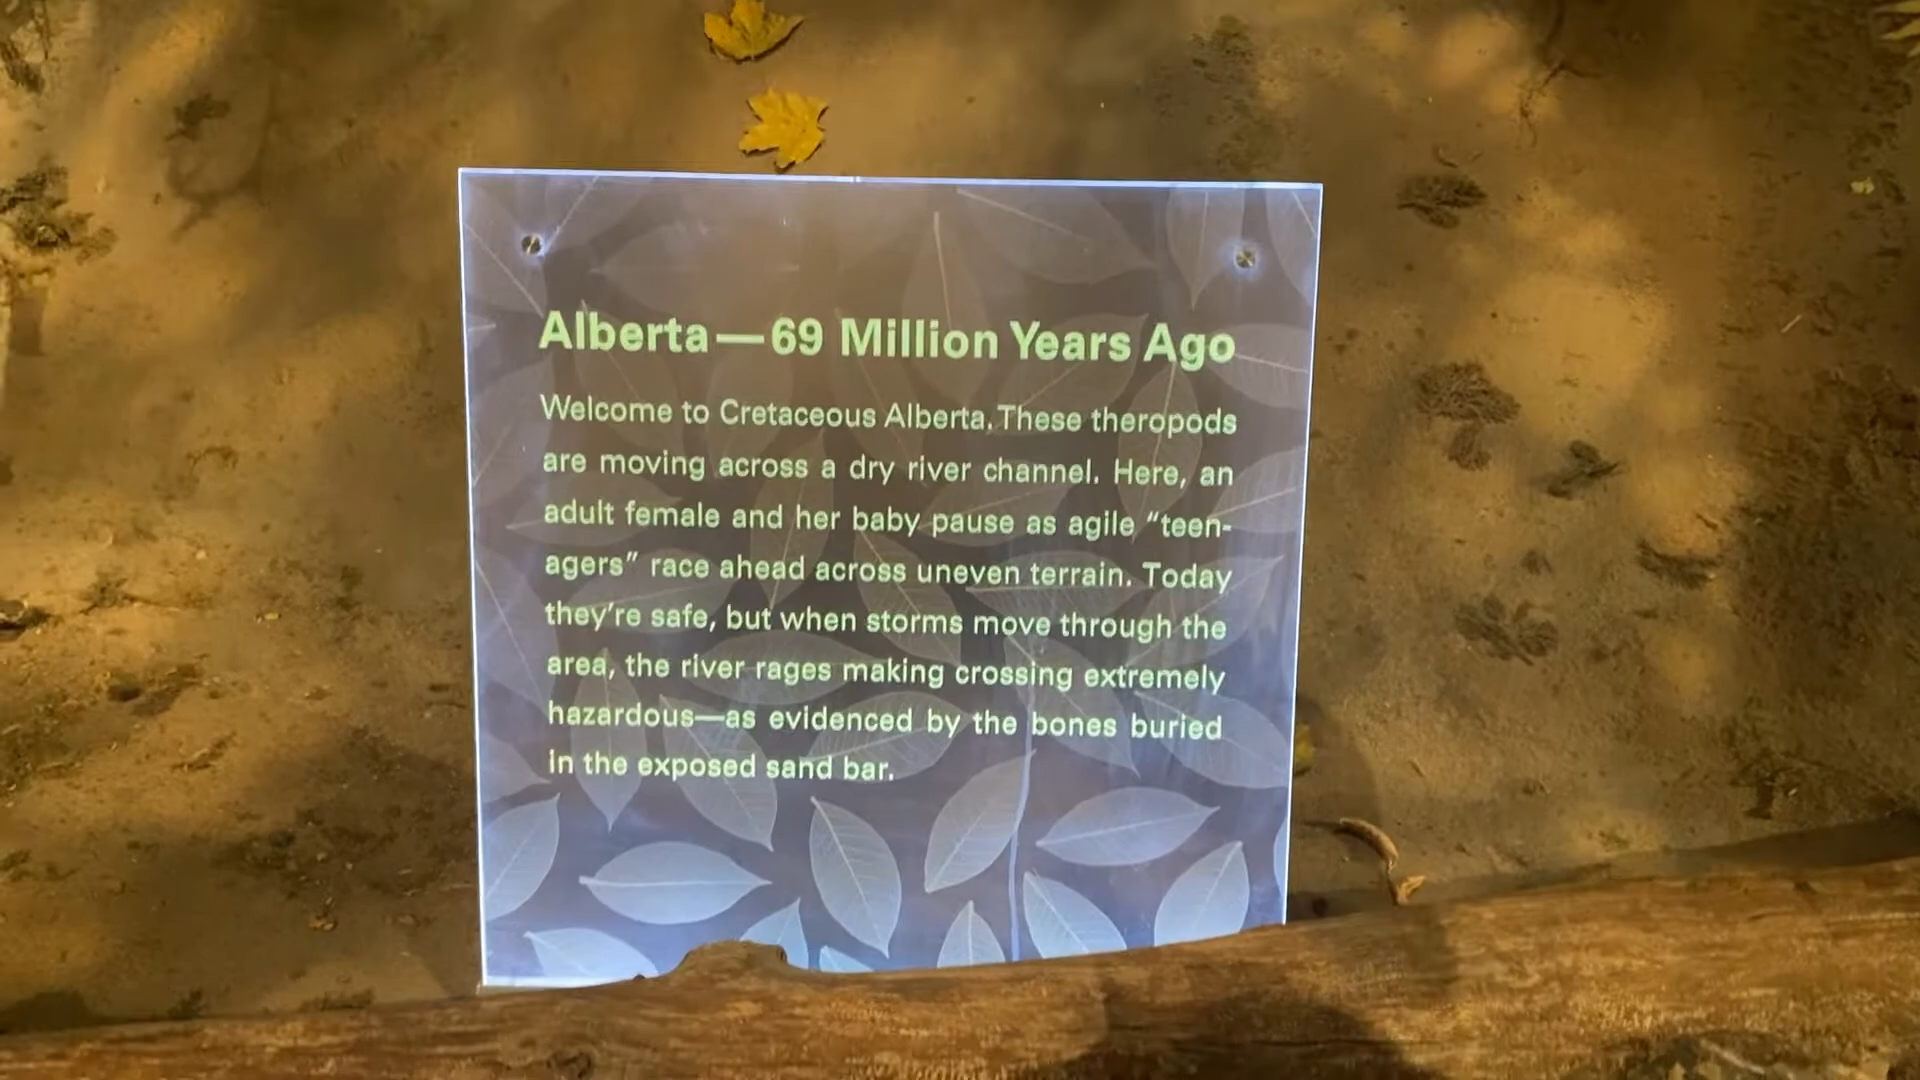 Alberta—69 Million Years Ago
Welcome to Cretaceous Alberta. These theropods
are moving across a dry river channel. Here, an
adult female and her baby pause as agile “teen-
agers” race ahead across uneven terrain. Today
they’re safe, but when storms move through the
area, the river rages making crossing extremely
hazardous—as evidenced by the bones buried
in the exposed sand bar.